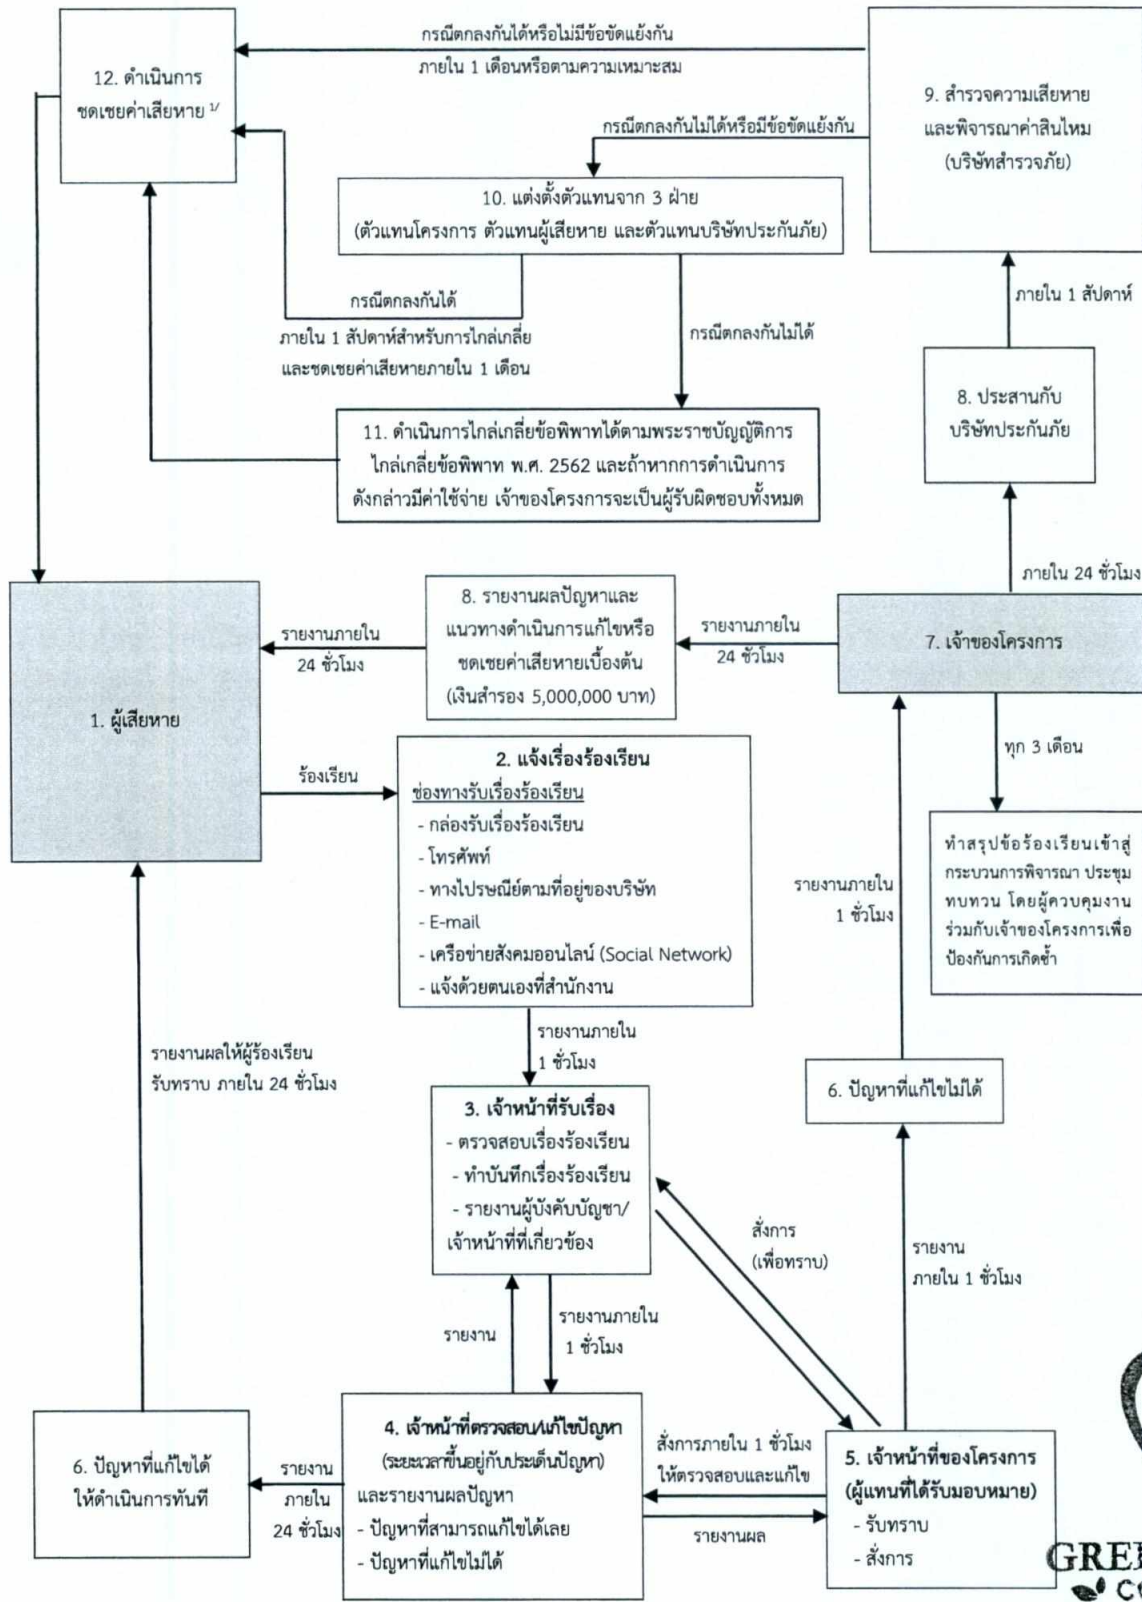 กรณีตกลงกันได้หรือไม่มีข้อขัดแย้งกัน
ภายใน 1 เดือนหรือตามความเหมาะสม
12. ดำเนินการ
ชดเชยค่าเสียหาย 1/
9. สำรวจความเสียหาย
และพิจารณาค่าสินไหม
(บริษัทสำรวจภัย)
กรณีตกลงกันไม่ได้หรือมีข้อขัดแย้งกัน
10. แต่งตั้งตัวแทนจาก 3 ฝ่าย
(ตัวแทนโครงการ ตัวแทนผู้เสียหาย และตัวแทนบริษัทประกันภัย)
กรณีตกลงกันได้
ภายใน 1 สัปดาห์สำหรับการไกล่เกลี่ย
และชดเชยค่าเสียหายภายใน 1 เดือน
กรณีตกลงกันไม่ได้
ภายใน 1 สัปดาห์
8. ประสานกับ
บริษัทประกันภัย
11. ดำเนินการไกล่เกลี่ยข้อพิพาทได้ตามพระราชบัญญัติการ
ไกล่เกลี่ยข้อพิพาท พ.ศ. 2562 และถ้าหากการดำเนินการ
ดังกล่าวมีค่าใช้จ่าย เจ้าของโครงการจะเป็นผู้รับผิดชอบทั้งหมด
ภายใน 24 ชั่วโมง
7. เจ้าของโครงการ
รายงานภายใน
24 ชั่วโมง
8. รายงานผลปัญหาและ
แนวทางดำเนินการแก้ไขหรือ
ชดเชยค่าเสียหายเบื้องต้น
(เงินสำรอง 5,000,000 บาท)
รายงานภายใน
24 ชั่วโมง
1. ผู้เสียหาย
ร้องเรียน
2. แจ้งเรื่องร้องเรียน
ช่องทางรับเรื่องร้องเรียน
- กล่องรับเรื่องร้องเรียน
- โทรศัพท์
- ทางไปรษณีย์ตามที่อยู่ของบริษัท
- E-mail
- เครือข่ายสังคมออนไลน์ (Social Network)
- แจ้งด้วยตนเองที่สำนักงาน
ทุก 3 เดือน
ทำสรุปข้อร้องเรียนเข้าสู่
กระบวนการพิจารณา ประชุม
ทบทวน โดยผู้ควบคุมงาน
ร่วมกับเจ้าของโครงการเพื่อ
ป้องกันการเกิดซ้ำ
รายงานภายใน
1 ชั่วโมง
รายงานภายใน
1 ชั่วโมง
รายงานผลให้ผู้ร้องเรียน
รับทราบ ภายใน 24 ชั่วโมง
6. ปัญหาที่แก้ไขไม่ได้
3. เจ้าหน้าที่รับเรื่อง
- ตรวจสอบเรื่องร้องเรียน
- ทำบันทึกเรื่องร้องเรียน
- รายงานผู้บังคับบัญชา/
เจ้าหน้าที่ที่เกี่ยวข้อง
สั่งการ
(เพื่อทราบ)
รายงาน
ภายใน 1 ชั่วโมง
รายงาน
รายงานภายใน
1 ชั่วโมง
6. ปัญหาที่แก้ไขได้
ให้ดำเนินการทันที
รายงาน
ภายใน
24 ชั่วโมง
4. เจ้าหน้าที่ตรวจสอบ/แก้ไขปัญหา
(ระยะเวลาขึ้นอยู่กับประเด็นปัญหา)
และรายงานผลปัญหา
- ปัญหาที่สามารถแก้ไขได้เลย
- ปัญหาที่แก้ไขไม่ได้
สั่งการภายใน 1 ชั่วโมง
ให้ตรวจสอบและแก้ไข
รายงานผล
5. เจ้าหน้าที่ของโครงการ
(ผู้แทนที่ได้รับมอบหมาย)
- รับทราบ
- สั่งการ